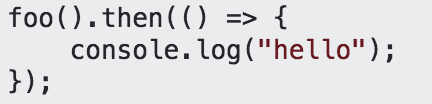 foo().then(() => {
    console.log("hello");
});